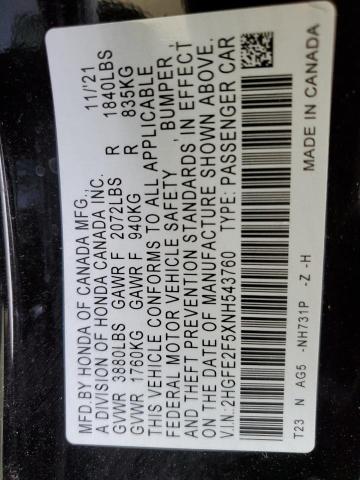 MFD.BY HONDA OF CANADA MFG.,
A DIVISION OF HONDA CANADA INC. 11/'21
GVWR 3880LBS GAWR F 2072LBS R 1840LBS
GVWR 1760KG GAWR F 940KG R 835KG
THIS VEHICLE CONFORMS TO ALL APPLICABLE
FEDERAL MOTOR VEHICLE SAFETY , BUMPER ,
THEFT PREVENTION STANDARDS IN EFFECT
ON THE DATE OF MANUFACTURE SHOWN ABOVE.
V.I.N:2HGFE2F5XNH543760 TYPE: PASSENGER CAR
T23 N AG5 -NH731P -Z -H MADE IN CANADA